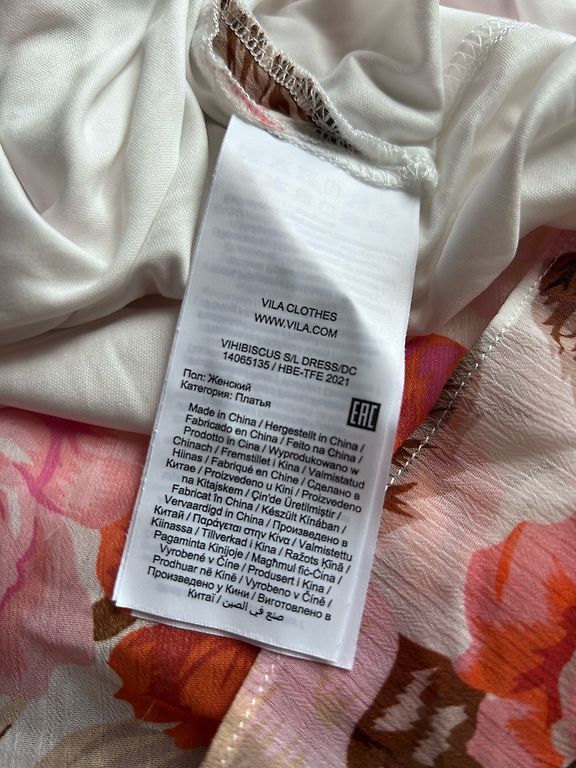 VILA CLOTHES
WWW.VILA.COM
VIHIBISCUS S/L DRESS/DC
14065135 / HBE-TFE 2021
Пол: Женский
Категория: Платья
EAC
Made in China / Hergestellt in China /
Fabricado en China / Feito na China /
Prodotto in Cina / Wyprodukowano w
Chinach / Fremstillet i Kina / Valmistatud
Hiinas / Fabriqué en Chine / Сделано в
Китае / Proizvedeno u Kini / Proizvedeno
na Kitajskem / Çin'de Üretilmiştir /
Fabricat în China / Készült Kínában /
Vervaardigd in China / Произведено в
Китай / Παράγεται στην Κίνα / Valmistettu
Kiinassa / Tillverkad i Kina / Ražots Ķīnā /
Pagaminta Kinijoje / Magħmul fiċ-Ċina /
Vyrobené v Číne / Produsert i Kina /
Prodhuar në Kinë / Vyrobeno v Číně /
Произведено у Кини / Виготовлено в
Китаї / صنع في الصين